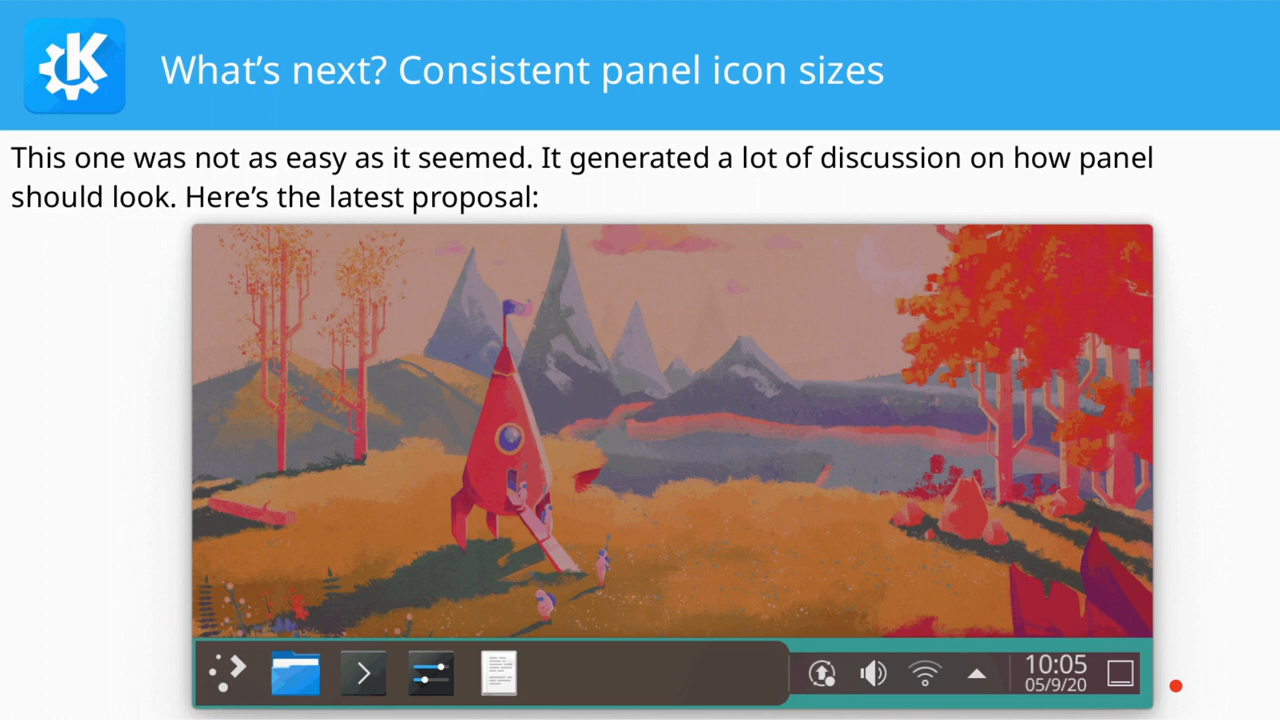 What’s next? Consistent panel icon sizes
This one was not as easy as it seemed. It generated a lot of discussion on how panel
should look. Here’s the latest proposal:
10:05
05/9/20